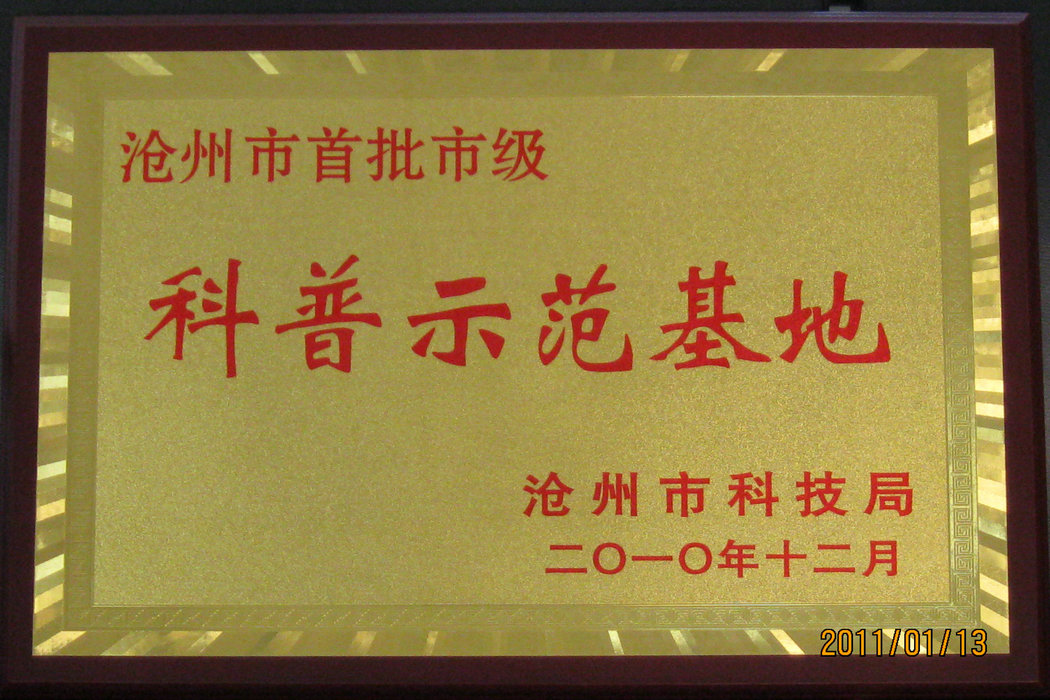 沧州市首批市级
科普示范基地
沧州市科技局
二〇一〇年十二月
2011/01/13